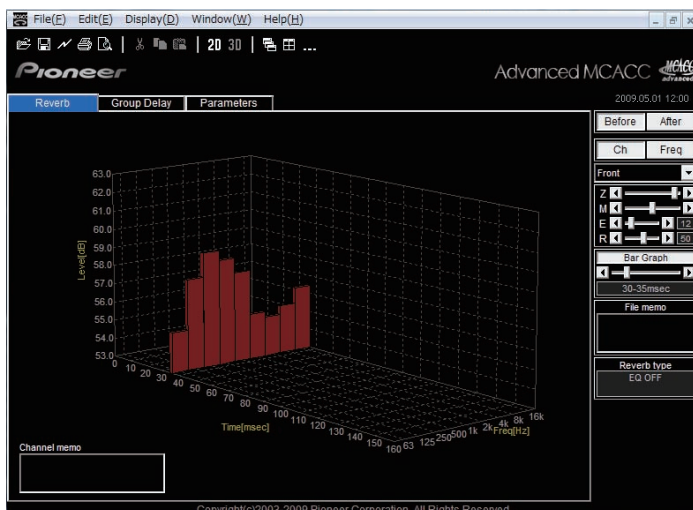 File(F) Edit(E) Display(D) Window(W) Help(H)
2D 3D ...
Pioneer
Advanced MCACC MCACC advanced
2009.05.01 12:00
Reverb Group Delay Parameters
Before After
Ch Freq
Front
Z
M
E 12
R 50
Bar Graph
30-35msec
File memo
Reverb type
EQ OFF
63.0
62.0
61.0
60.0
59.0
58.0
57.0
56.0
55.0
54.0
53.0
Level[dB]
0 10 20 30 40 50 60 70 80 90 100 110 120 130 140 150 160
Time[msec]
63 125 250 500 1k 2k 4k 8k 16k
Freq[Hz]
Channel memo
Copyright(c)2003-2009 Pioneer Corporation. All Rights Reserved.